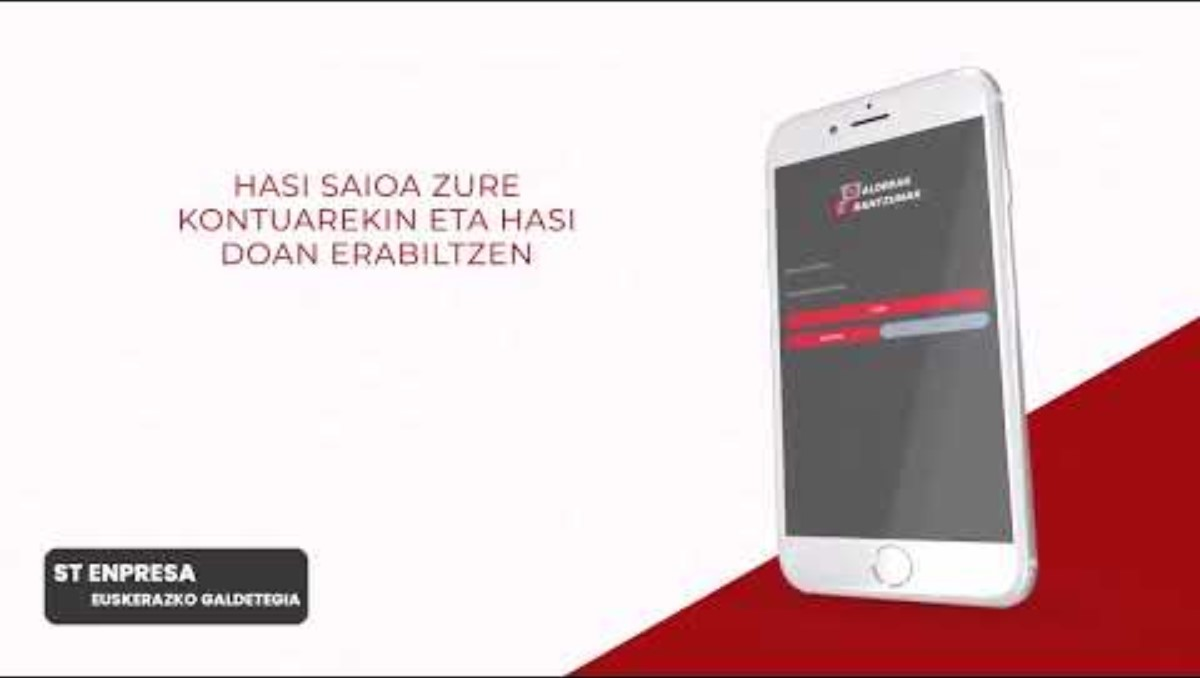 HASI SAIOA ZURE
KONTUAREKIN ETA HASI
DOAN ERABILTZEN
ST ENPRESA
EUSKERAZKO GALDETEGIA